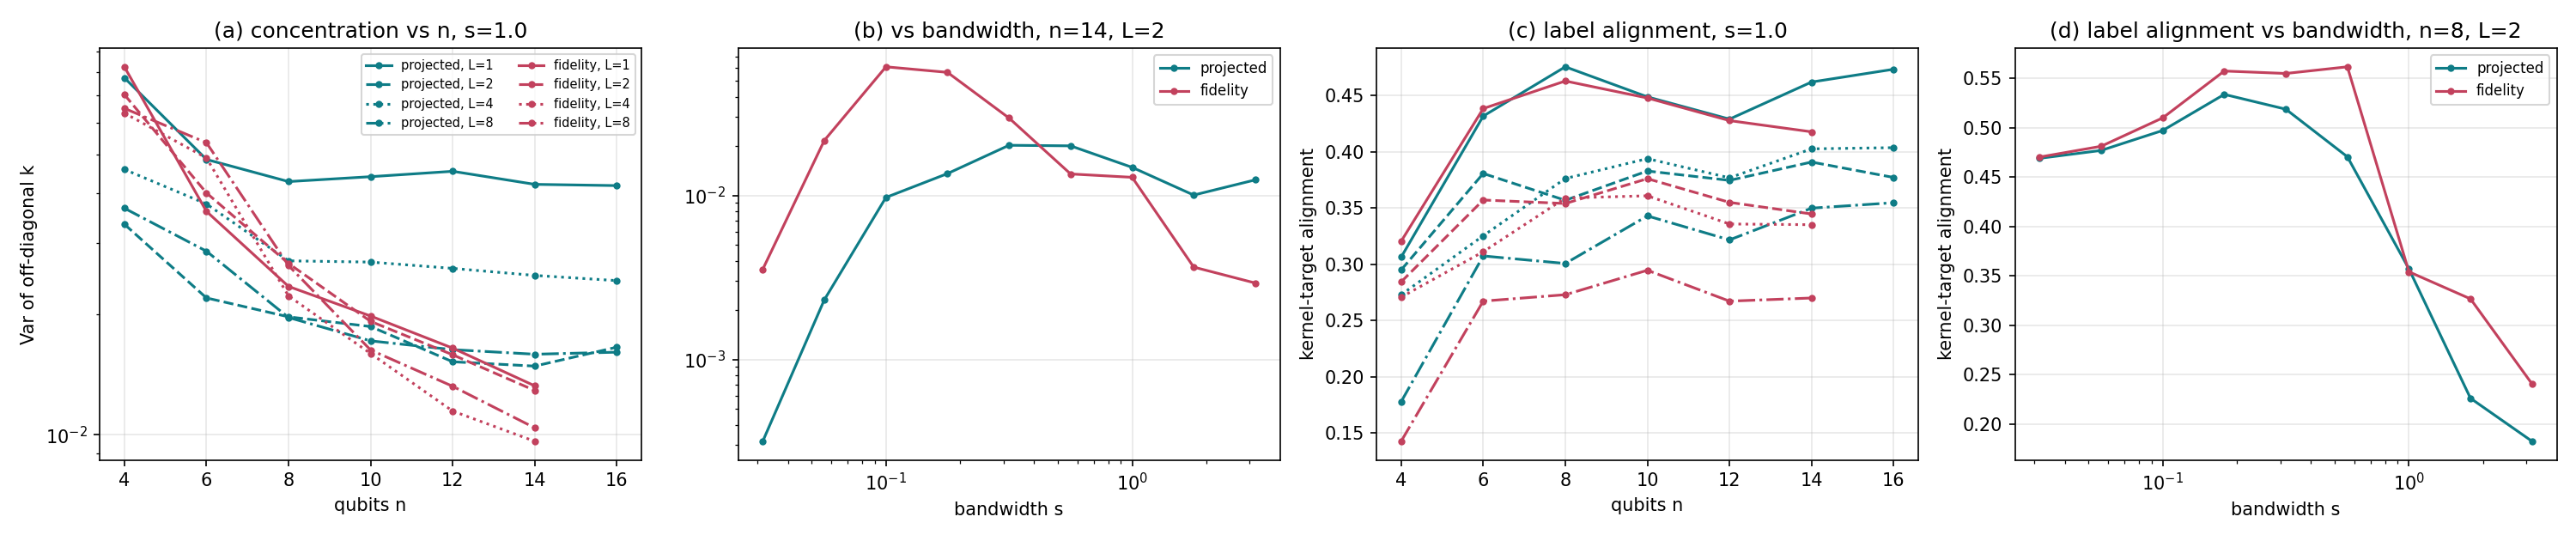 (a) concentration vs n, s=1.0
Var of off-diagonal k
10⁻²
4 6 8 10 12 14 16
qubits n
projected, L=1
projected, L=2
projected, L=4
projected, L=8
fidelity, L=1
fidelity, L=2
fidelity, L=4
fidelity, L=8
(b) vs bandwidth, n=14, L=2
10⁻²
10⁻³
10⁻¹ 10⁰
bandwidth s
projected
fidelity
(c) label alignment, s=1.0
kernel-target alignment
0.45
0.40
0.35
0.30
0.25
0.20
0.15
4 6 8 10 12 14 16
qubits n
(d) label alignment vs bandwidth, n=8, L=2
kernel-target alignment
0.55
0.50
0.45
0.40
0.35
0.30
0.25
0.20
10⁻¹ 10⁰
bandwidth s
projected
fidelity